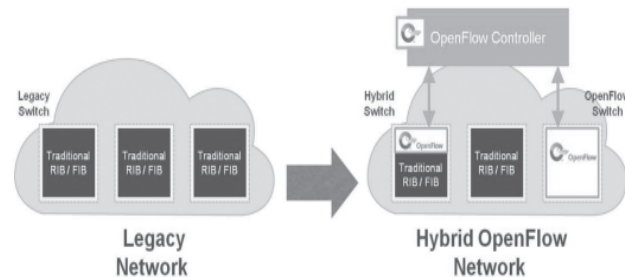 OpenFlow Controller
Legacy
Switch
Hybrid
Switch
OpenFlow
Switch
Traditional
RIB / FIB
Traditional
RIB / FIB
Traditional
RIB / FIB
OpenFlow
Traditional
RIB / FIB
Traditional
RIB / FIB
OpenFlow
Legacy
Network
Hybrid OpenFlow
Network